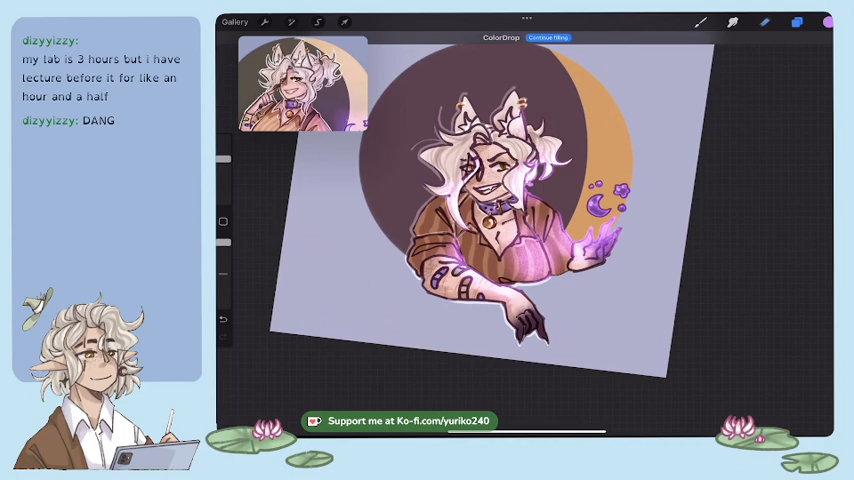 dizyyizzy:
my lab is 3 hours but i have
lecture before it for like an
hour and a half
dizyyizzy: DANG
Gallery
ColorDrop Continue filling
Support me at Ko-fi.com/yuriko240